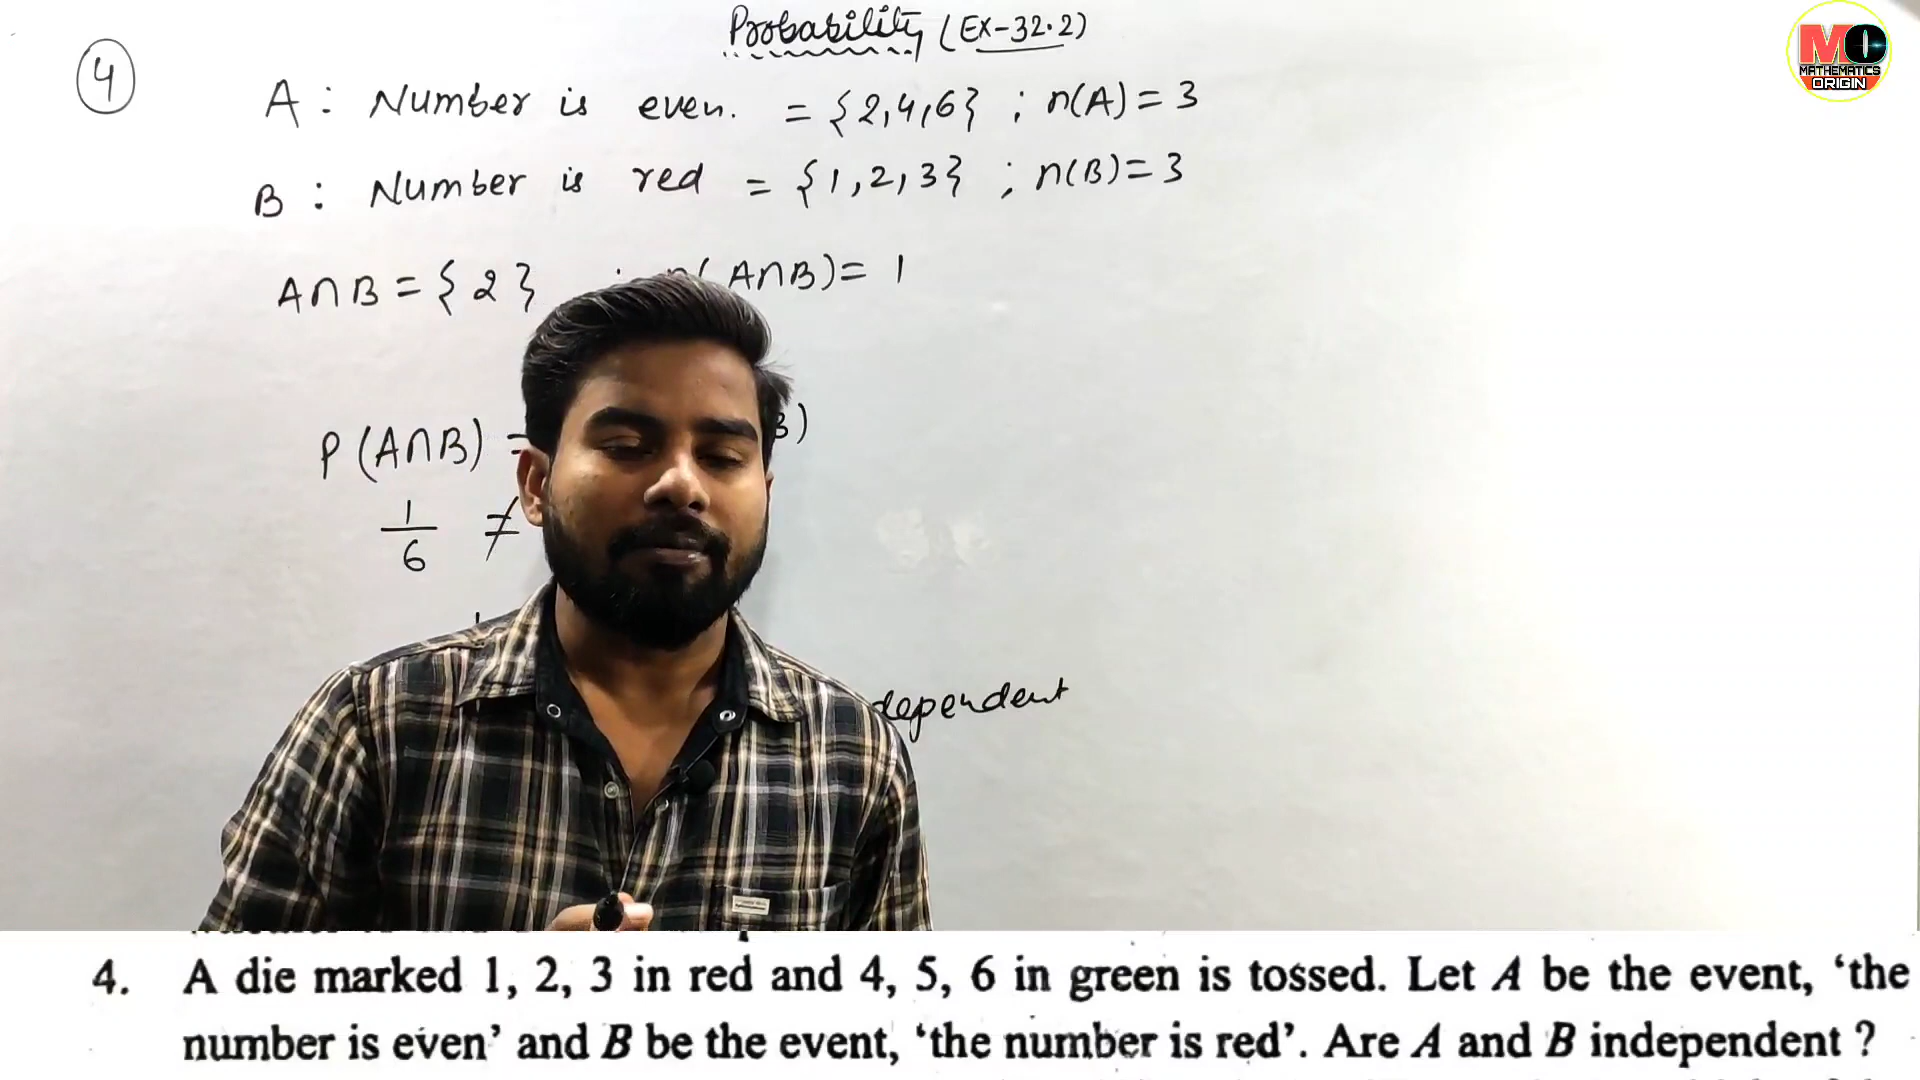 Probability (EX-32.2)
MC
MATHEMATICS
ORIGIN
4
A : Number is even. = {2,4,6} ; n(A) = 3
B : Number is red = {1,2,3} ; n(B) = 3
A∩B = {2} ; n(A∩B) = 1
P(A∩B) = B)
1/6 ≠
dependent
4. A die marked 1, 2, 3 in red and 4, 5, 6 in green is tossed. Let A be the event, ‘the
number is even’ and B be the event, ‘the number is red’. Are A and B independent ?